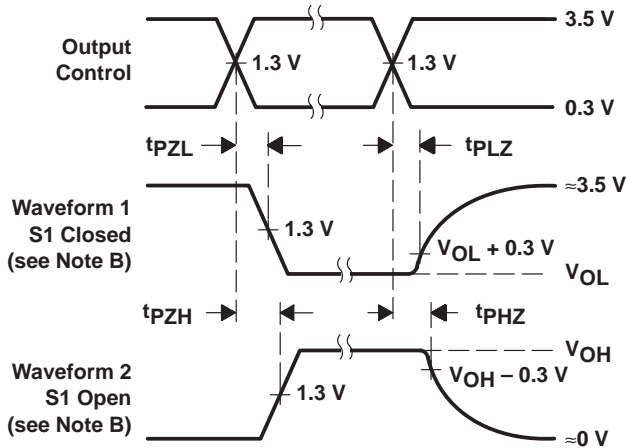 3.5 V
Output
Control
1.3 V
1.3 V
0.3 V
tPZL
tPLZ
≈3.5 V
Waveform 1
S1 Closed
(see Note B)
1.3 V
VOL + 0.3 V
VOL
tPZH
tPHZ
VOH
Waveform 2
S1 Open
(see Note B)
1.3 V
VOH – 0.3 V
≈0 V